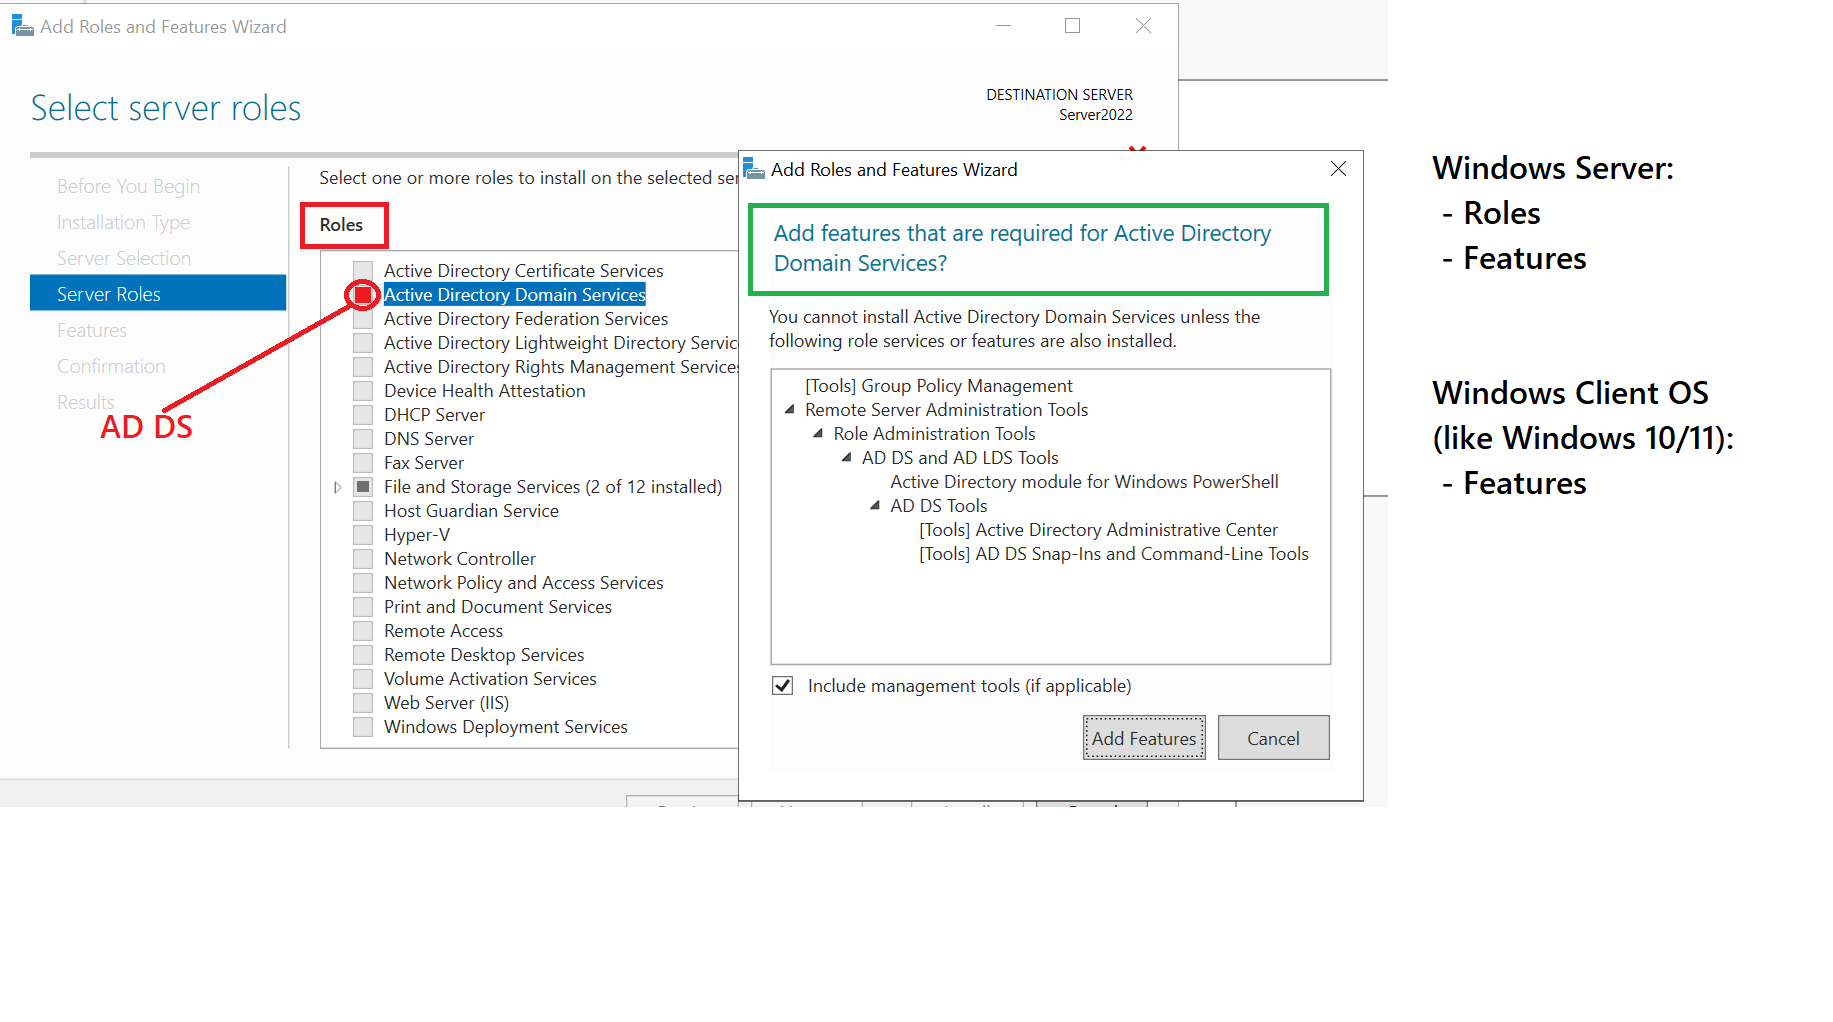 Add Roles and Features Wizard
Select server roles
DESTINATION SERVER
Server2022
Before You Begin
Installation Type
Server Selection
Server Roles
Features
Confirmation
Results
AD DS
Select one or more roles to install on the selected ser
Roles
Active Directory Certificate Services
Active Directory Domain Services
Active Directory Federation Services
Active Directory Lightweight Directory Servic
Active Directory Rights Management Services
Device Health Attestation
DHCP Server
DNS Server
Fax Server
File and Storage Services (2 of 12 installed)
Host Guardian Service
Hyper-V
Network Controller
Network Policy and Access Services
Print and Document Services
Remote Access
Remote Desktop Services
Volume Activation Services
Web Server (IIS)
Windows Deployment Services
Add Roles and Features Wizard
Add features that are required for Active Directory
Domain Services?
You cannot install Active Directory Domain Services unless the
following role services or features are also installed.
[Tools] Group Policy Management
Remote Server Administration Tools
Role Administration Tools
AD DS and AD LDS Tools
Active Directory module for Windows PowerShell
AD DS Tools
[Tools] Active Directory Administrative Center
[Tools] AD DS Snap-Ins and Command-Line Tools
Include management tools (if applicable)
Add Features
Cancel
Windows Server:
- Roles
- Features
Windows Client OS
(like Windows 10/11):
- Features